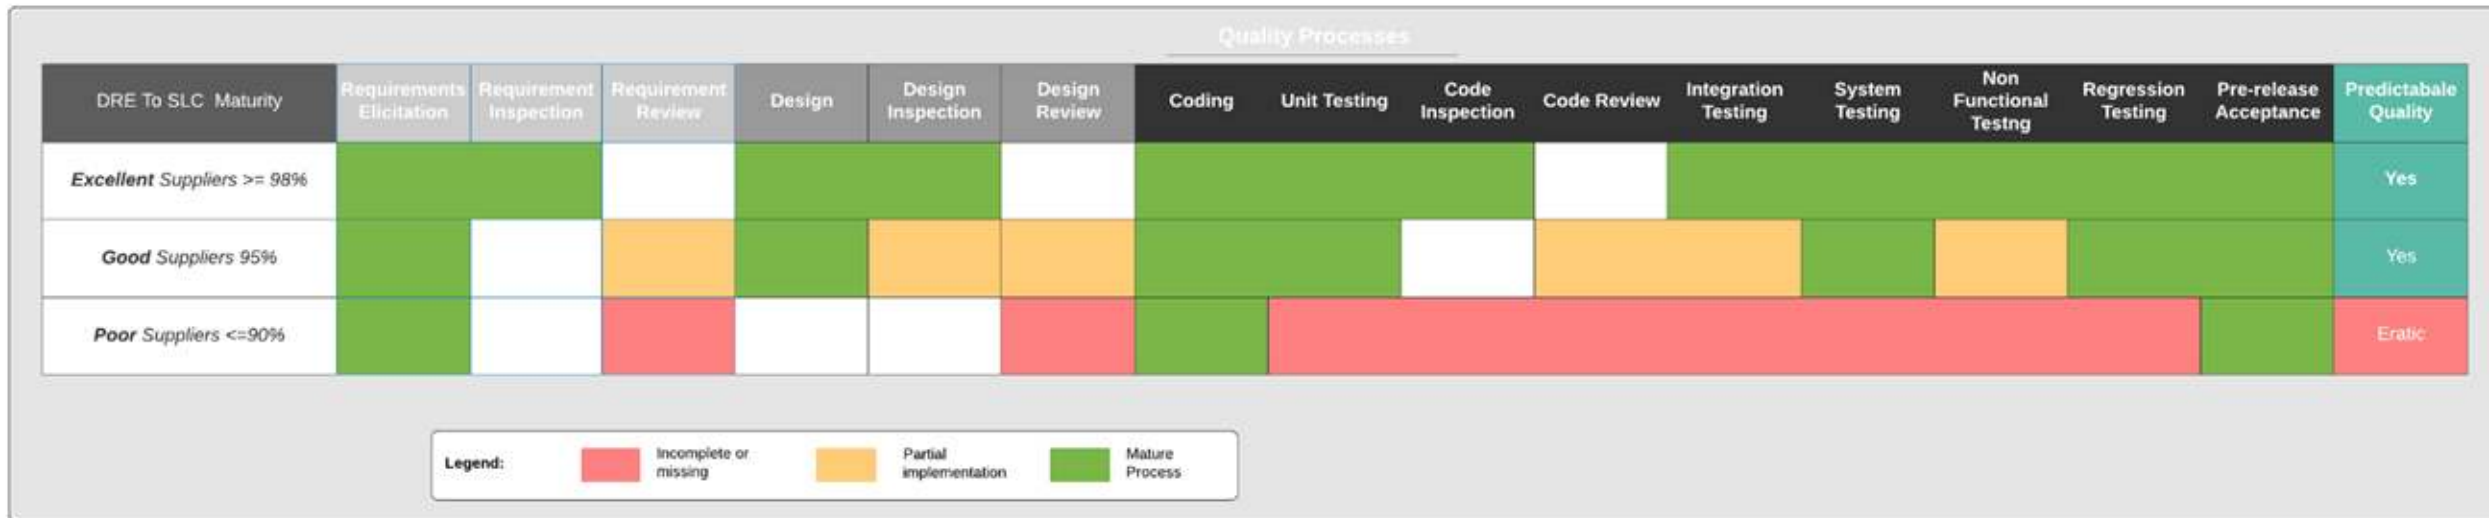 Quality Processes
DRE To SLC Maturity
Requirements
Elicitation
Requirement
Inspection
Requirement
Review
Design
Design
Inspection
Design
Review
Coding
Unit Testing
Code
Inspection
Code Review
Integration
Testing
System
Testing
Non
Functional
Testng
Regression
Testing
Pre-release
Acceptance
Predictabale
Quality
Excellent Suppliers >= 98%
Yes
Good Suppliers 95%
Yes
Poor Suppliers <=90%
Eratic
Legend:
Incomplete or
missing
Partial
implementation
Mature
Process